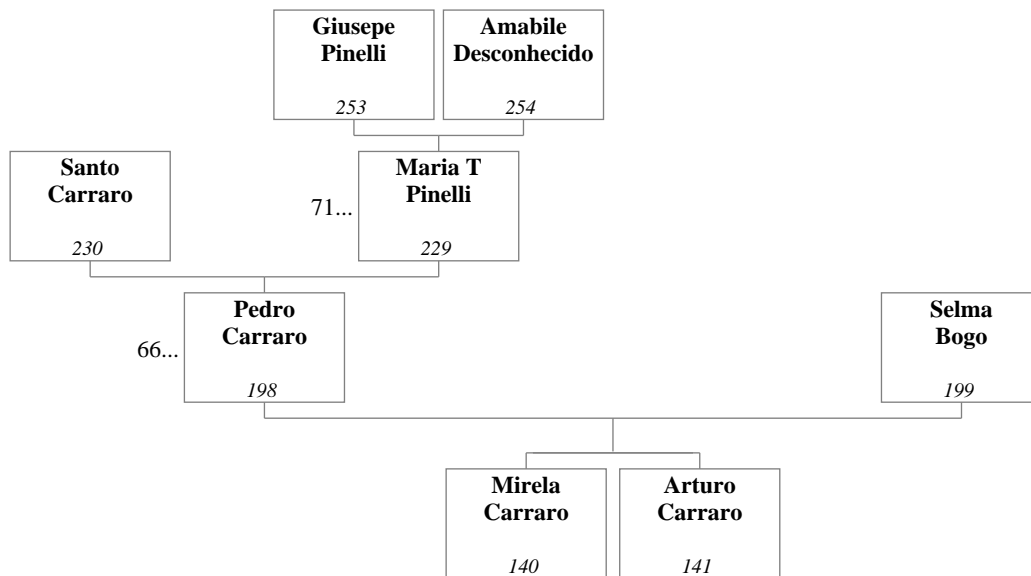 Giusepe
Pinelli
253
Amabile
Desconhecido
254
Santo
Carraro
230
71...
Maria T
Pinelli
229
66...
Pedro
Carraro
198
Selma
Bogo
199
Mirela
Carraro
140
Arturo
Carraro
141